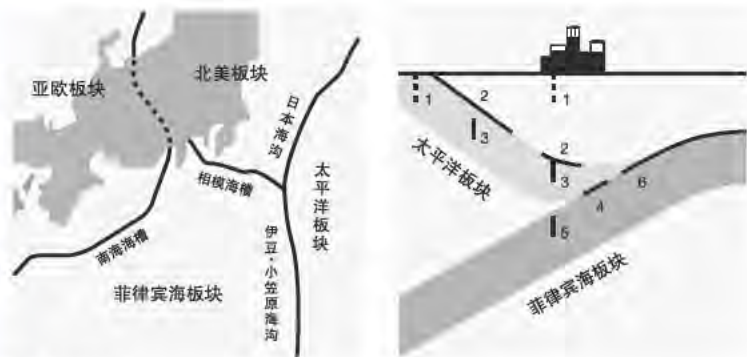 亚欧板块
北美板块
日本海沟
太平洋板块
相模海槽
南海海槽
伊豆·小笠原海沟
菲律宾海板块
1
2
1
3
2
太平洋板块
3
6
4
5
菲律宾海板块